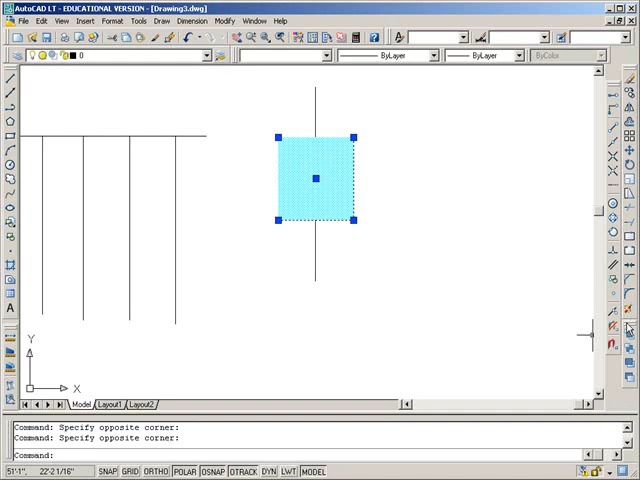 AutoCAD LT - EDUCATIONAL VERSION - [Drawing3.dwg]
File Edit View Insert Format Tools Draw Dimension Modify Window Help
0 ByLayer ByLayer ByColor
A
Y
X
Model Layout1 Layout2
Command: Specify opposite corner:
Command: Specify opposite corner:
Command:
51'-1", 22'-2 1/16" SNAP GRID ORTHO POLAR OSNAP OTRACK DYN LWT MODEL